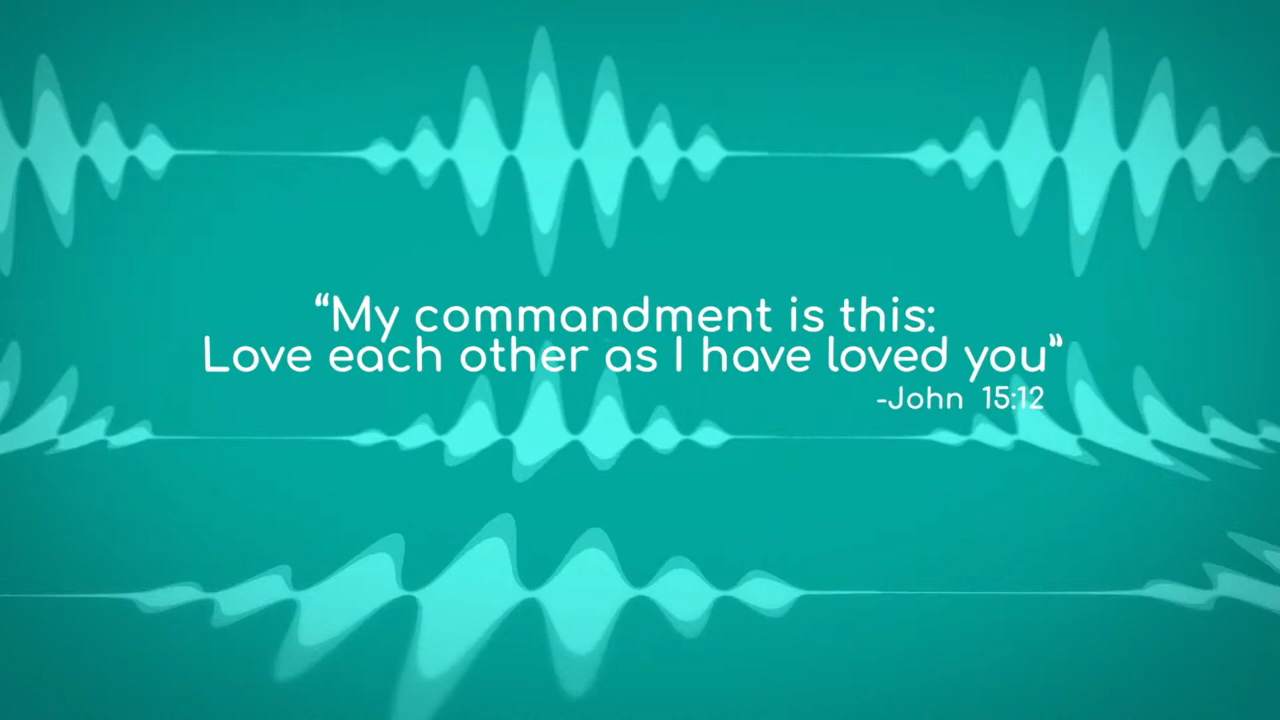 “My commandment is this:
Love each other as I have loved you”
-John 15:12